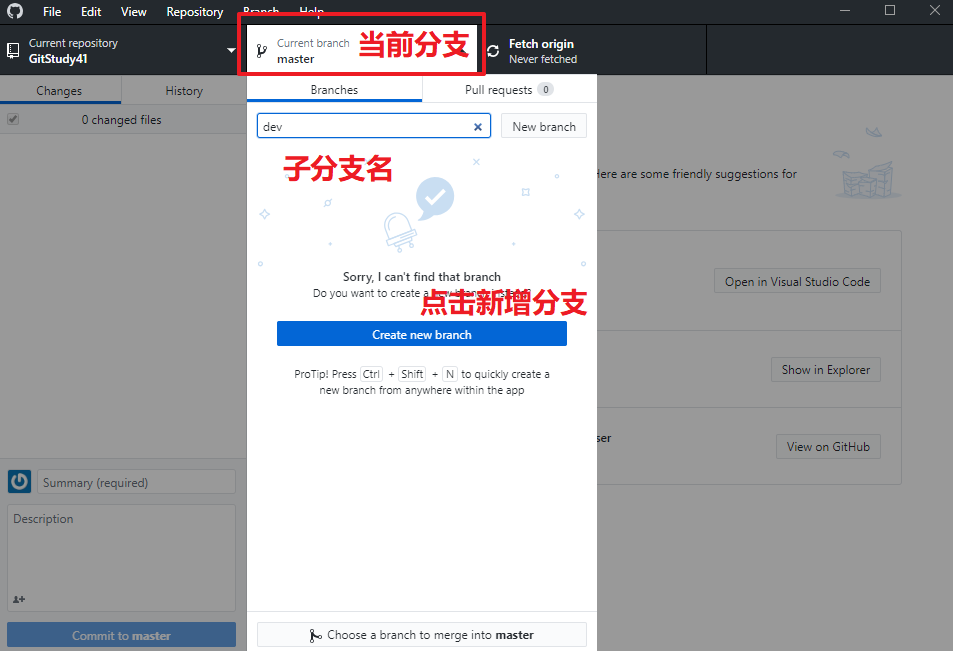 File Edit View Repository Branch Help
Current repository
GitStudy41
Current branch
master
当前分支
Fetch origin
Never fetched
Changes
History
0 changed files
Branches
Pull requests 0
dev
New branch
子分支名
Here are some friendly suggestions for
Sorry, I can't find that branch
Do you want to create a new branch instead?
点击新增分支
Create new branch
ProTip! Press Ctrl + Shift + N to quickly create a
new branch from anywhere within the app
Open in Visual Studio Code
Show in Explorer
ser
View on GitHub
Summary (required)
Description
Commit to master
Choose a branch to merge into master